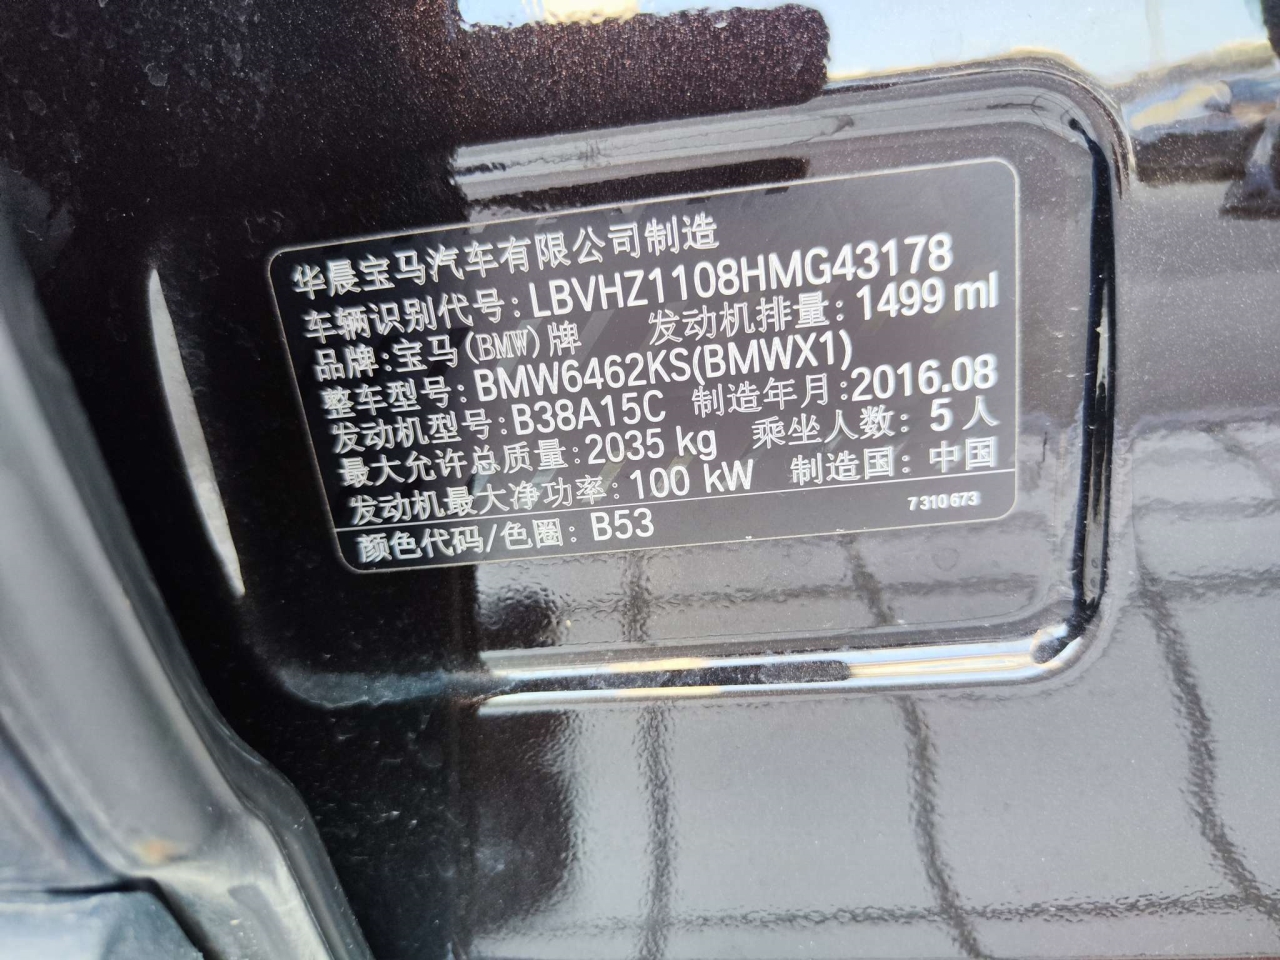 华晨宝马汽车有限公司制造
车辆识别代号: LBVHZ1108HMG43178
品牌: 宝马(BMW)牌 发动机排量: 1499 ml
整车型号: BMW6462KS(BMWX1)
发动机型号: B38A15C 制造年月: 2016.08
最大允许总质量: 2035 kg 乘坐人数: 5 人
发动机最大净功率: 100 kW 制造国: 中国
颜色代码/色圈: B53 7 310 673